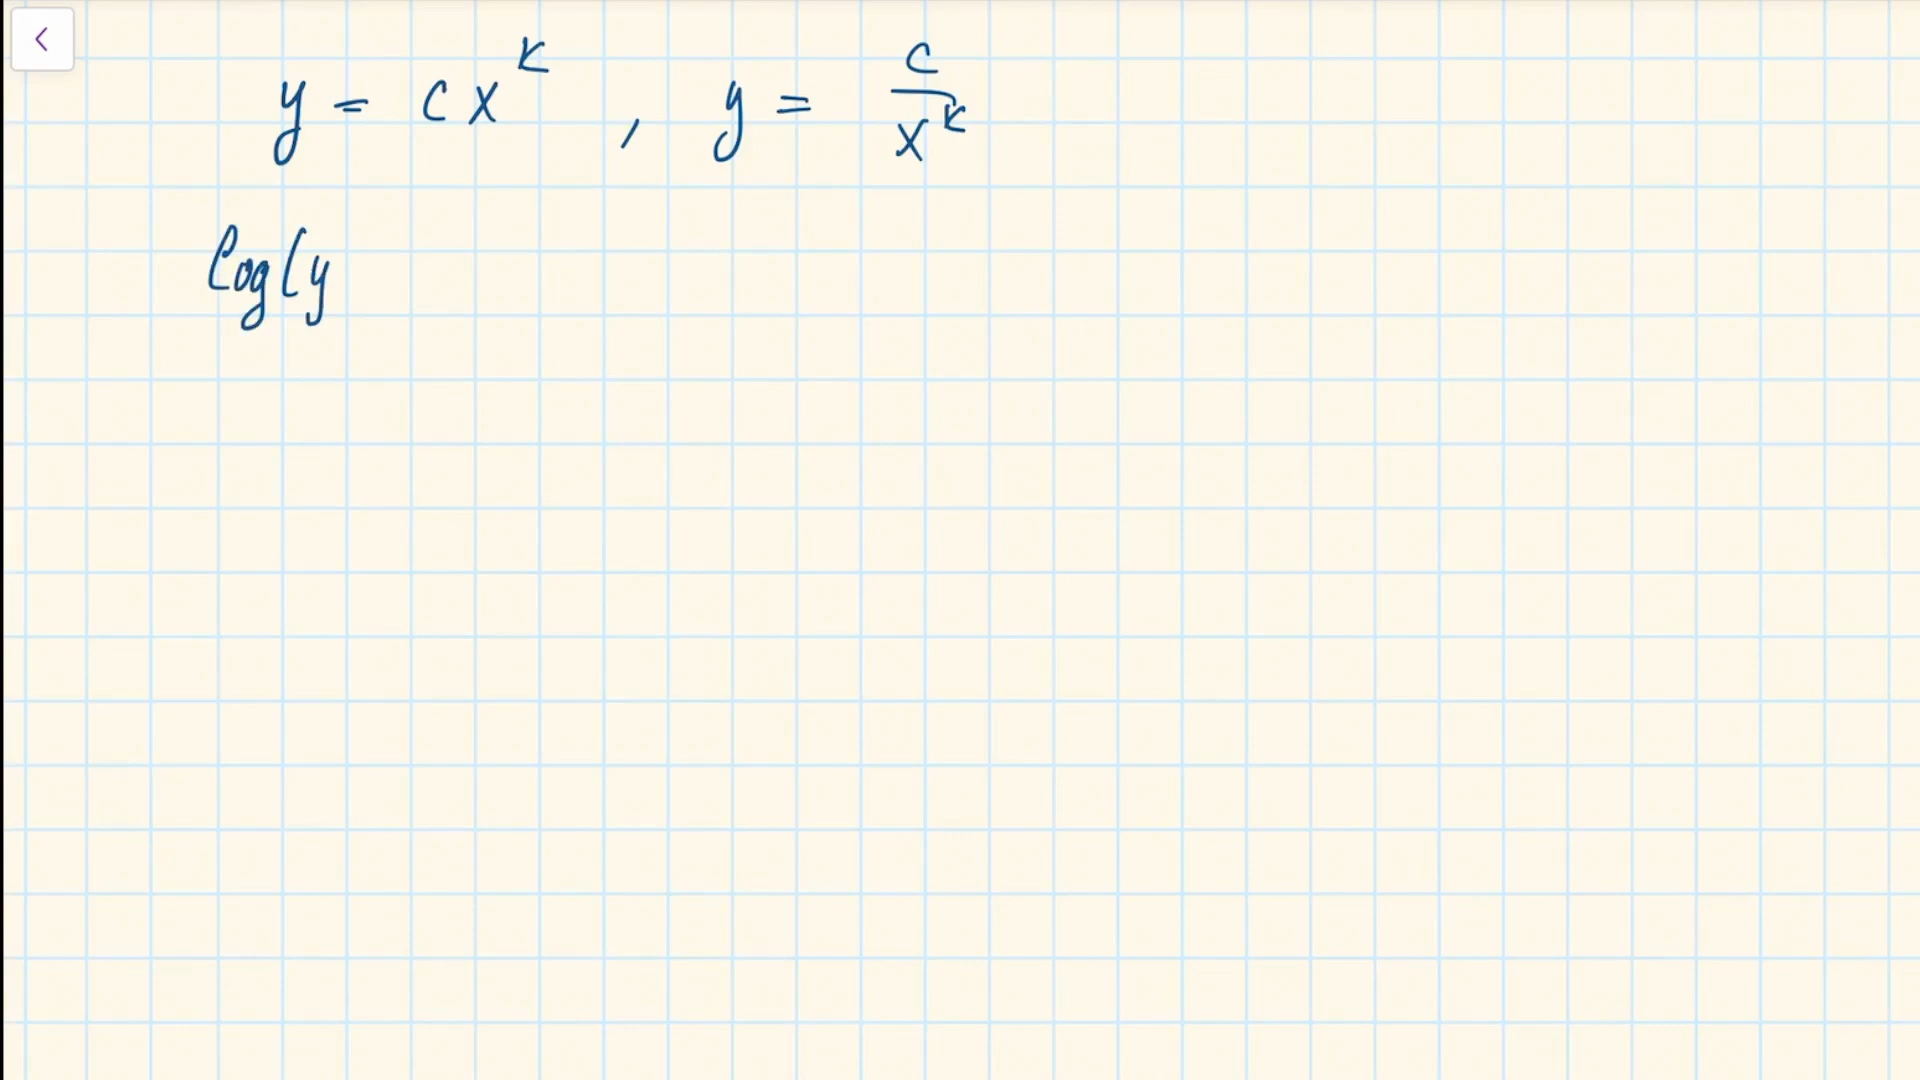 y = cx^k , y = c/x^k
log(y